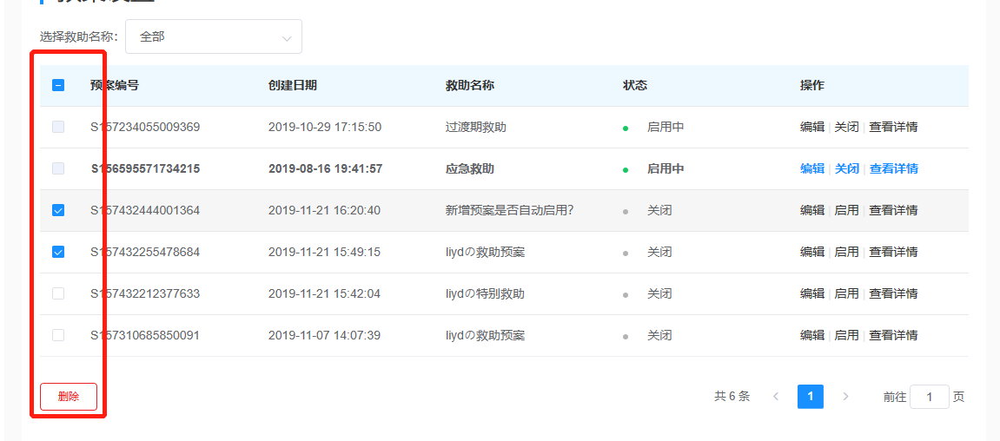 选择救助名称: 全部
预案编号 创建日期 救助名称 状态 操作
S157234055009369 2019-10-29 17:15:50 过渡期救助 启用中 编辑 | 关闭 | 查看详情
S156595571734215 2019-08-16 19:41:57 应急救助 启用中 编辑 | 关闭 | 查看详情
S157432444001364 2019-11-21 16:20:40 新增预案是否自动启用? 关闭 编辑 | 启用 | 查看详情
S157432255478684 2019-11-21 15:49:15 liydの救助预案 关闭 编辑 | 启用 | 查看详情
S157432212377633 2019-11-21 15:42:04 liydの特别救助 关闭 编辑 | 启用 | 查看详情
S157310685850091 2019-11-07 14:07:39 liydの救助预案 关闭 编辑 | 启用 | 查看详情
删除 共 6 条 < 1 > 前往 1 页